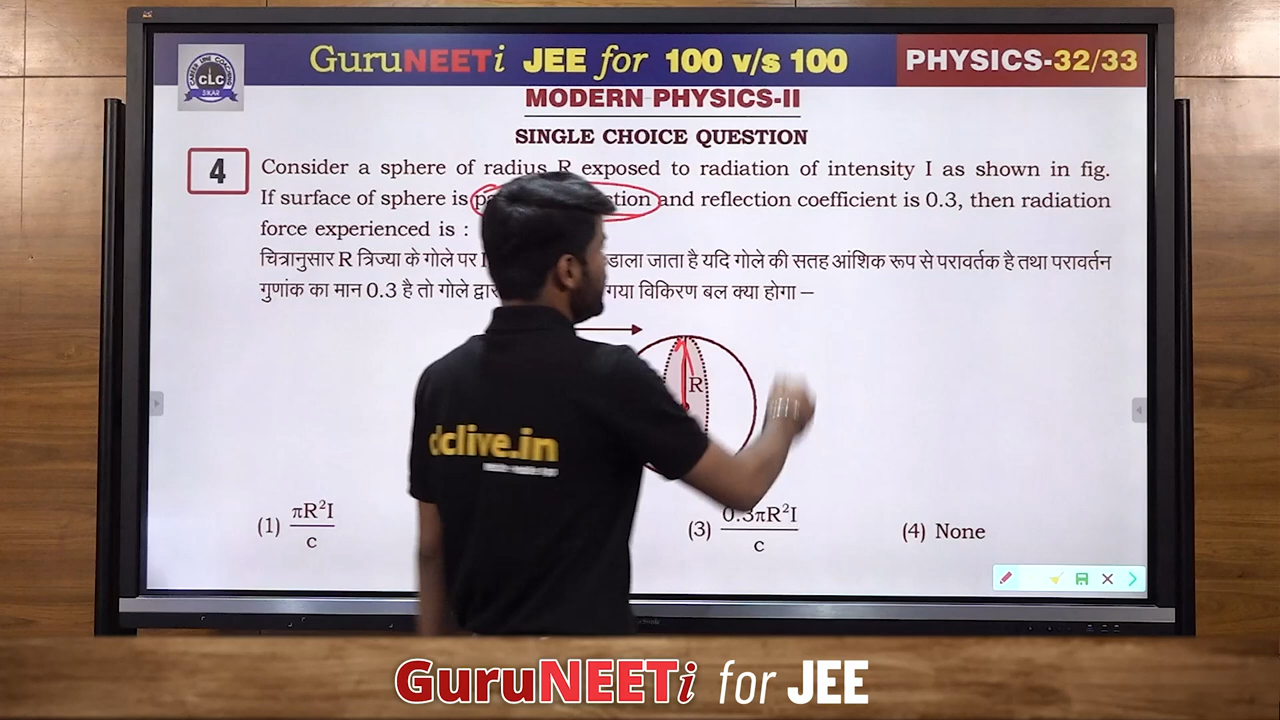 GuruNEETi JEE for 100 v/s 100
PHYSICS-32/33
CLC
SIKAR
MODERN PHYSICS-II
SINGLE CHOICE QUESTION
4
Consider a sphere of radius R exposed to radiation of intensity I as shown in fig.
If surface of sphere is and reflection coefficient is 0.3, then radiation
force experienced is :
चित्रानुसार R त्रिज्या के गोले पर डाला जाता है यदि गोले की सतह आंशिक रूप से परावर्तक है तथा परावर्तन
गुणांक का मान 0.3 है तो गोले गया विकिरण बल क्या होगा –
R
(1) πR²I
c
(3) 0.3πR²I
c
(4) None
clive.in
GuruNEETi for JEE